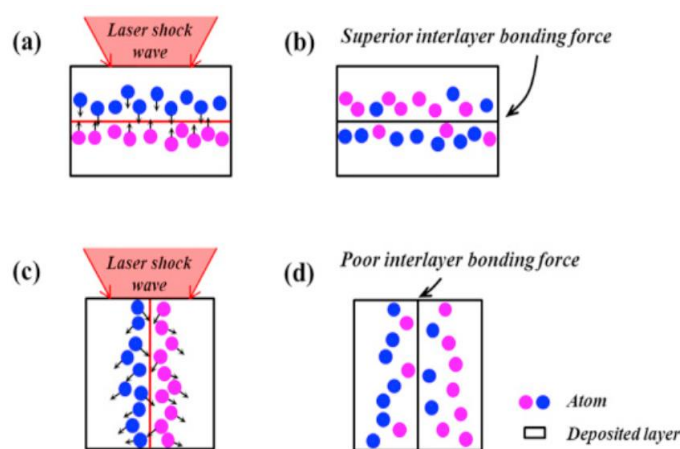 (a)
Laser shock
wave
(b)
Superior interlayer bonding force
(c)
Laser shock
wave
(d)
Poor interlayer bonding force
Atom
Deposited layer